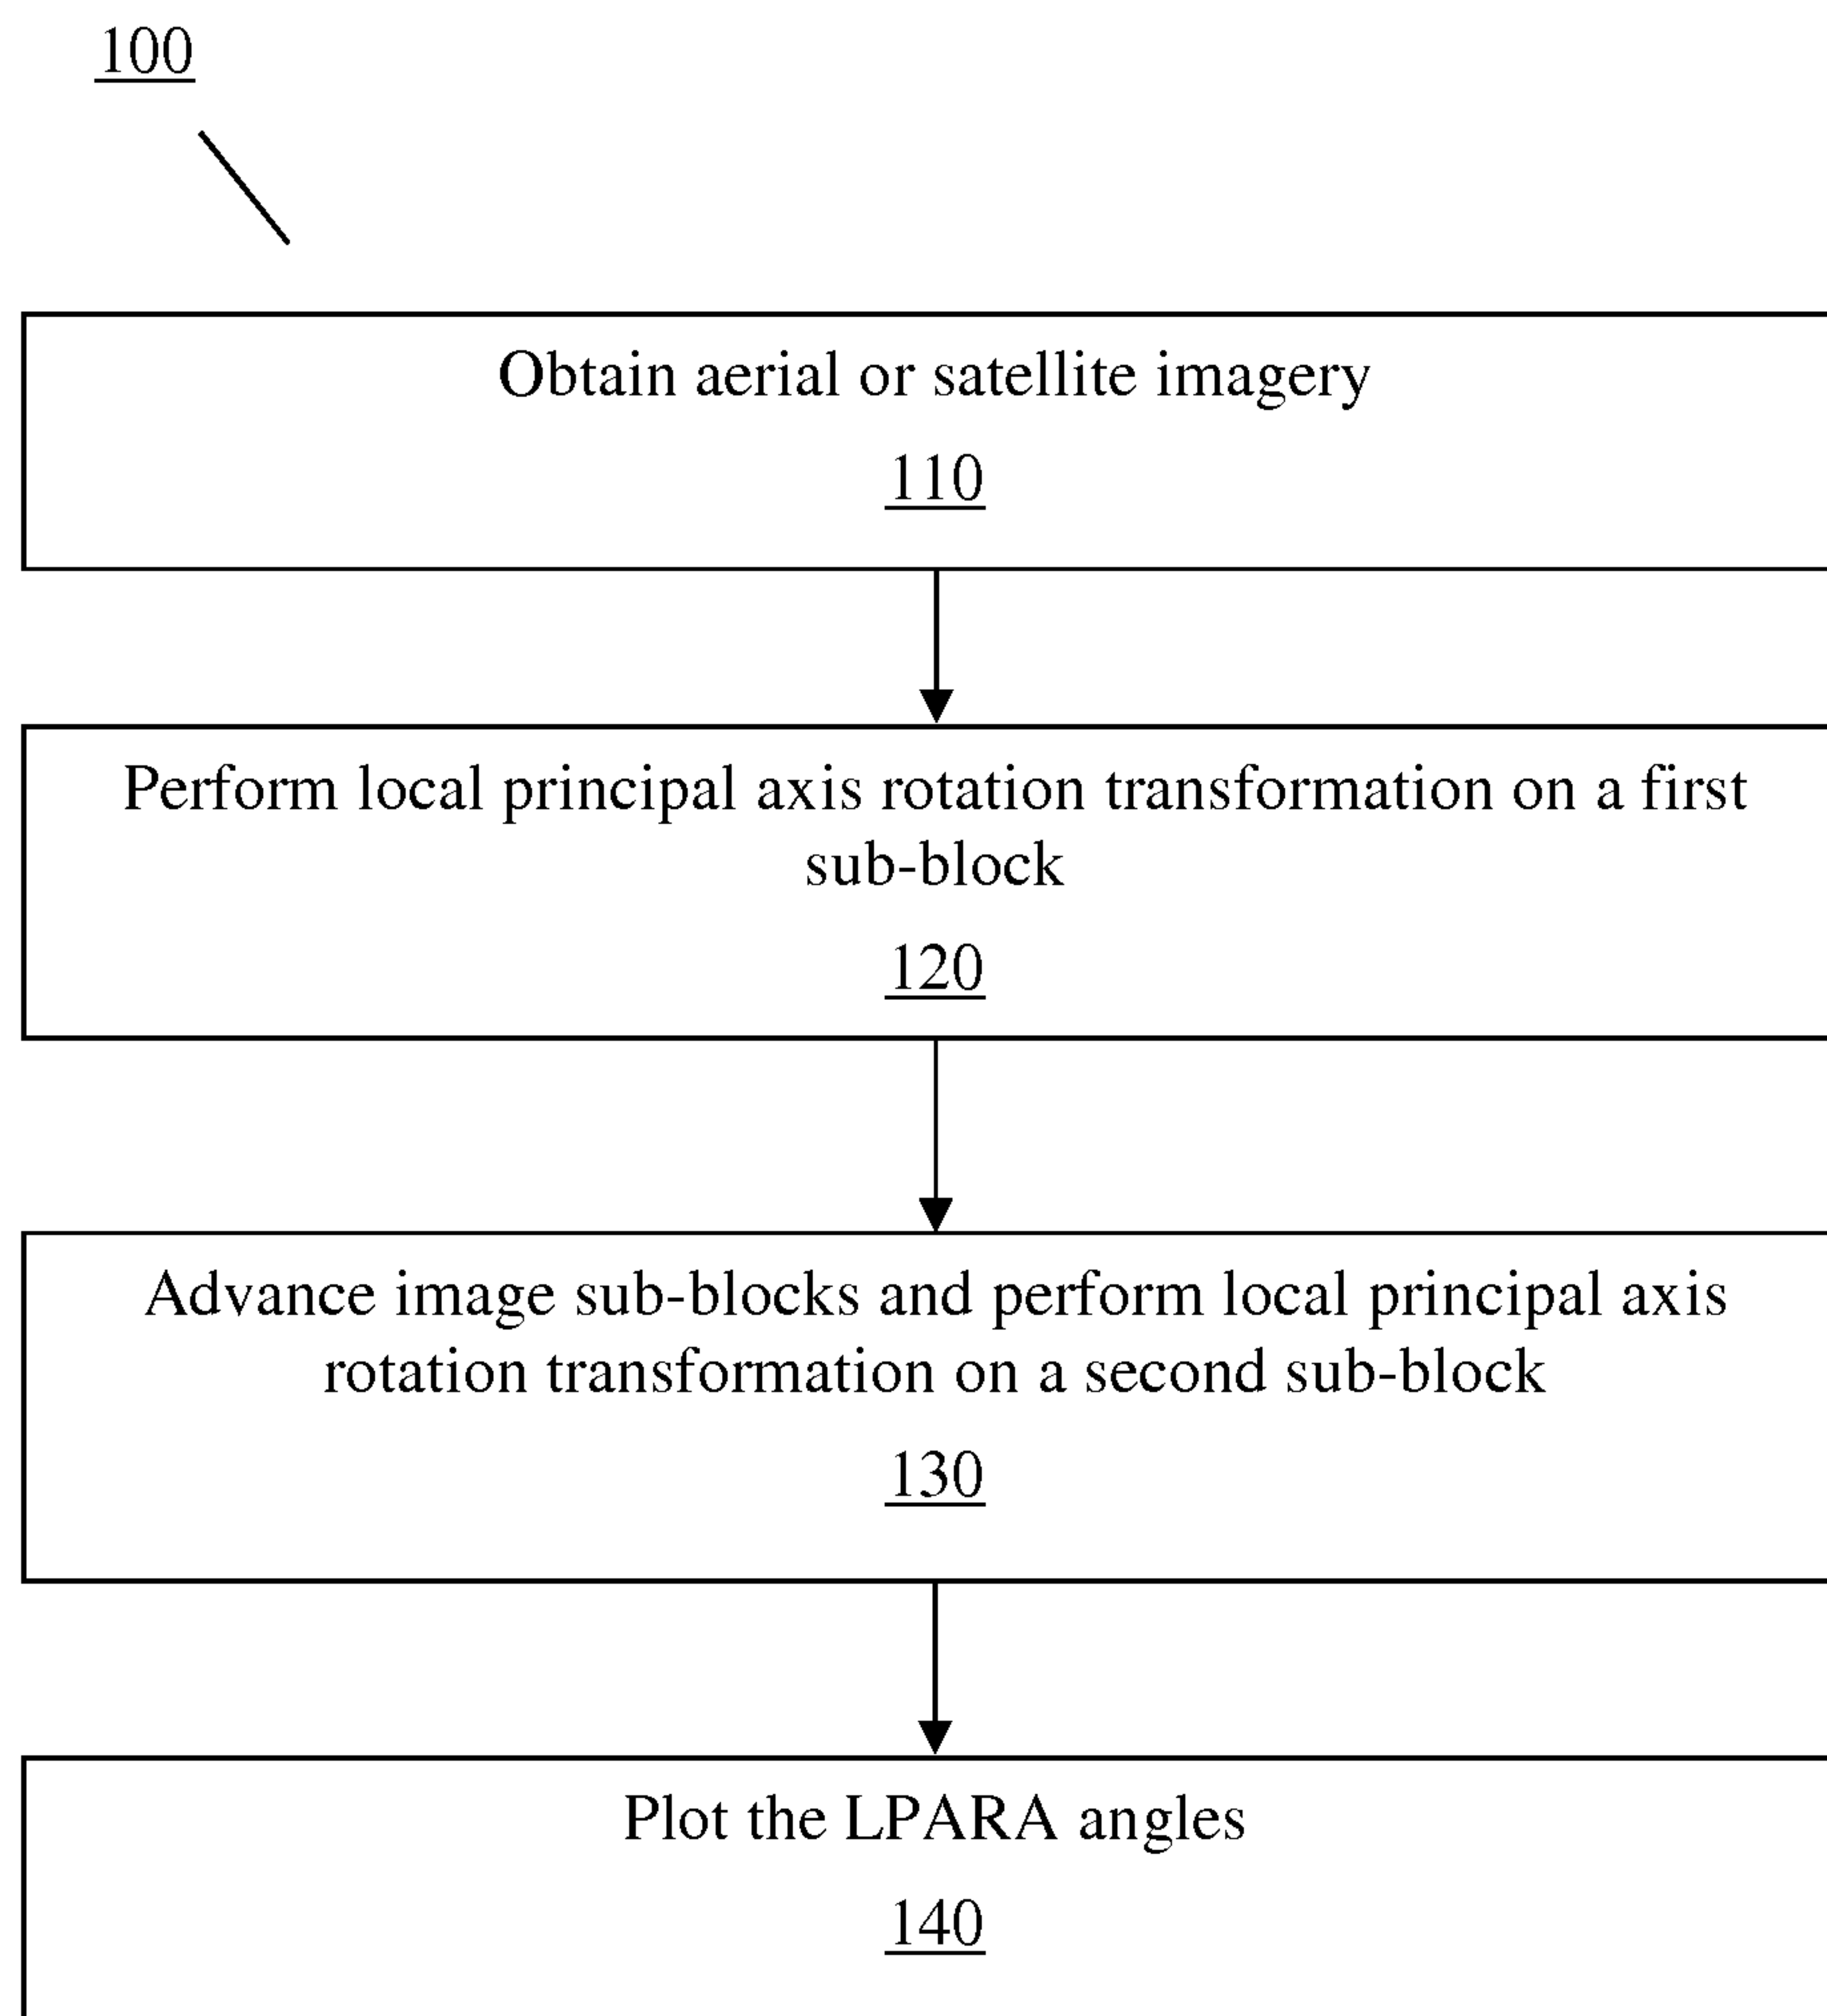 100
Obtain aerial or satellite imagery
110
Perform local principal axis rotation transformation on a first
sub-block
120
Advance image sub-blocks and perform local principal axis
rotation transformation on a second sub-block
130
Plot the LPARA angles
140